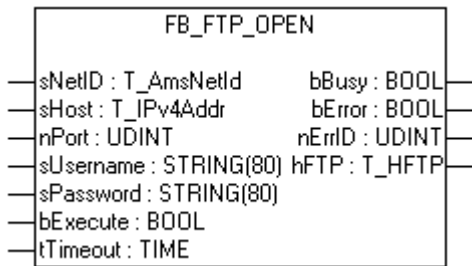 FB_FTP_OPEN
sNetID : T_AmsNetId bBusy : BOOL
sHost : T_IPv4Addr bError : BOOL
nPort : UDINT nErrID : UDINT
sUsername : STRING(80) hFTP : T_HFTP
sPassword : STRING(80)
bExecute : BOOL
tTimeout : TIME